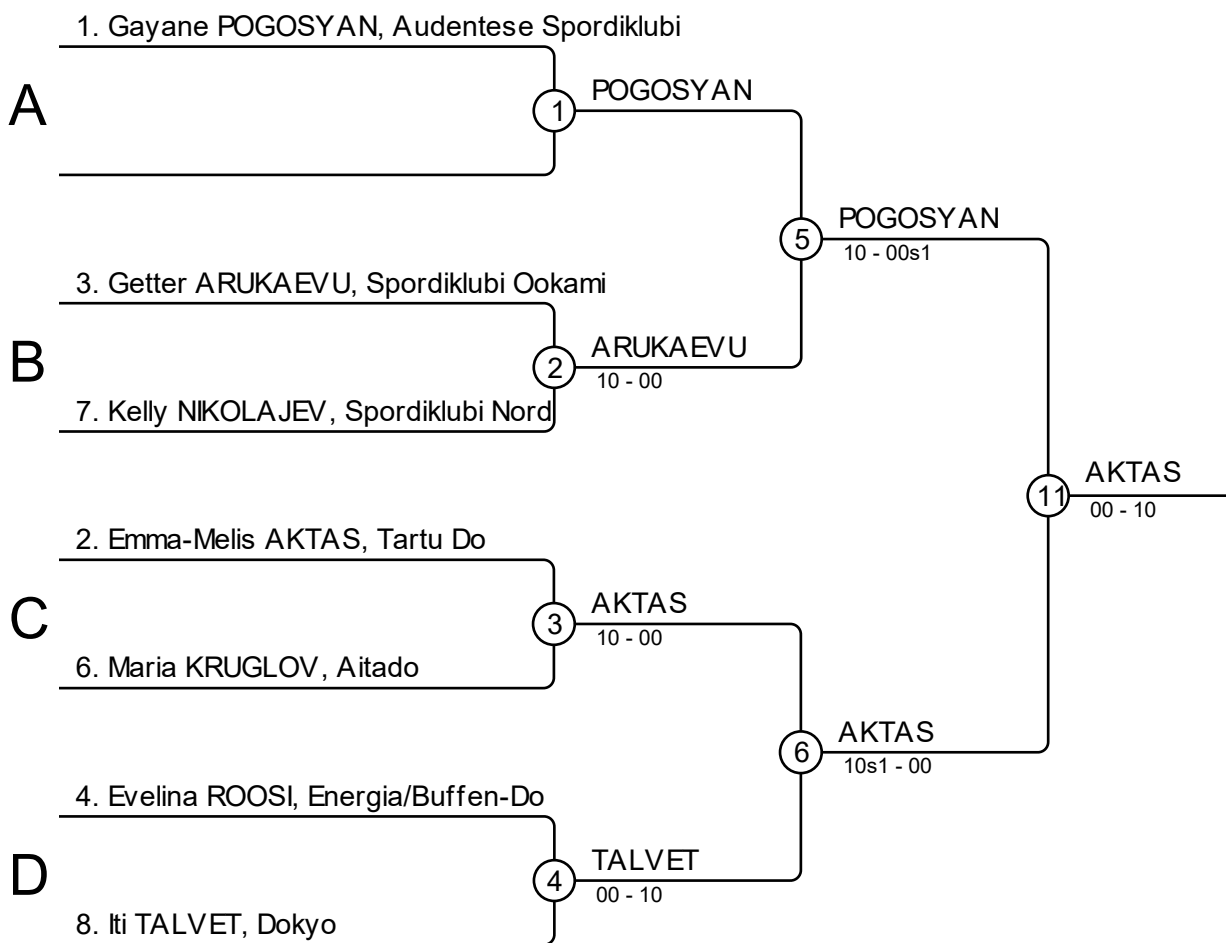 1. Gayane POGOSYAN, Audentese Spordiklubi
A
1
POGOSYAN
5
POGOSYAN
10 - 00s1
3. Getter ARUKAEVU, Spordiklubi Ookami
B
2
ARUKAEVU
10 - 00
7. Kelly NIKOLAJEV, Spordiklubi Nord
11
AKTAS
00 - 10
2. Emma-Melis AKTAS, Tartu Do
C
3
AKTAS
10 - 00
6. Maria KRUGLOV, Aitado
6
AKTAS
10s1 - 00
4. Evelina ROOSI, Energia/Buffen-Do
D
4
TALVET
00 - 10
8. Iti TALVET, Dokyo